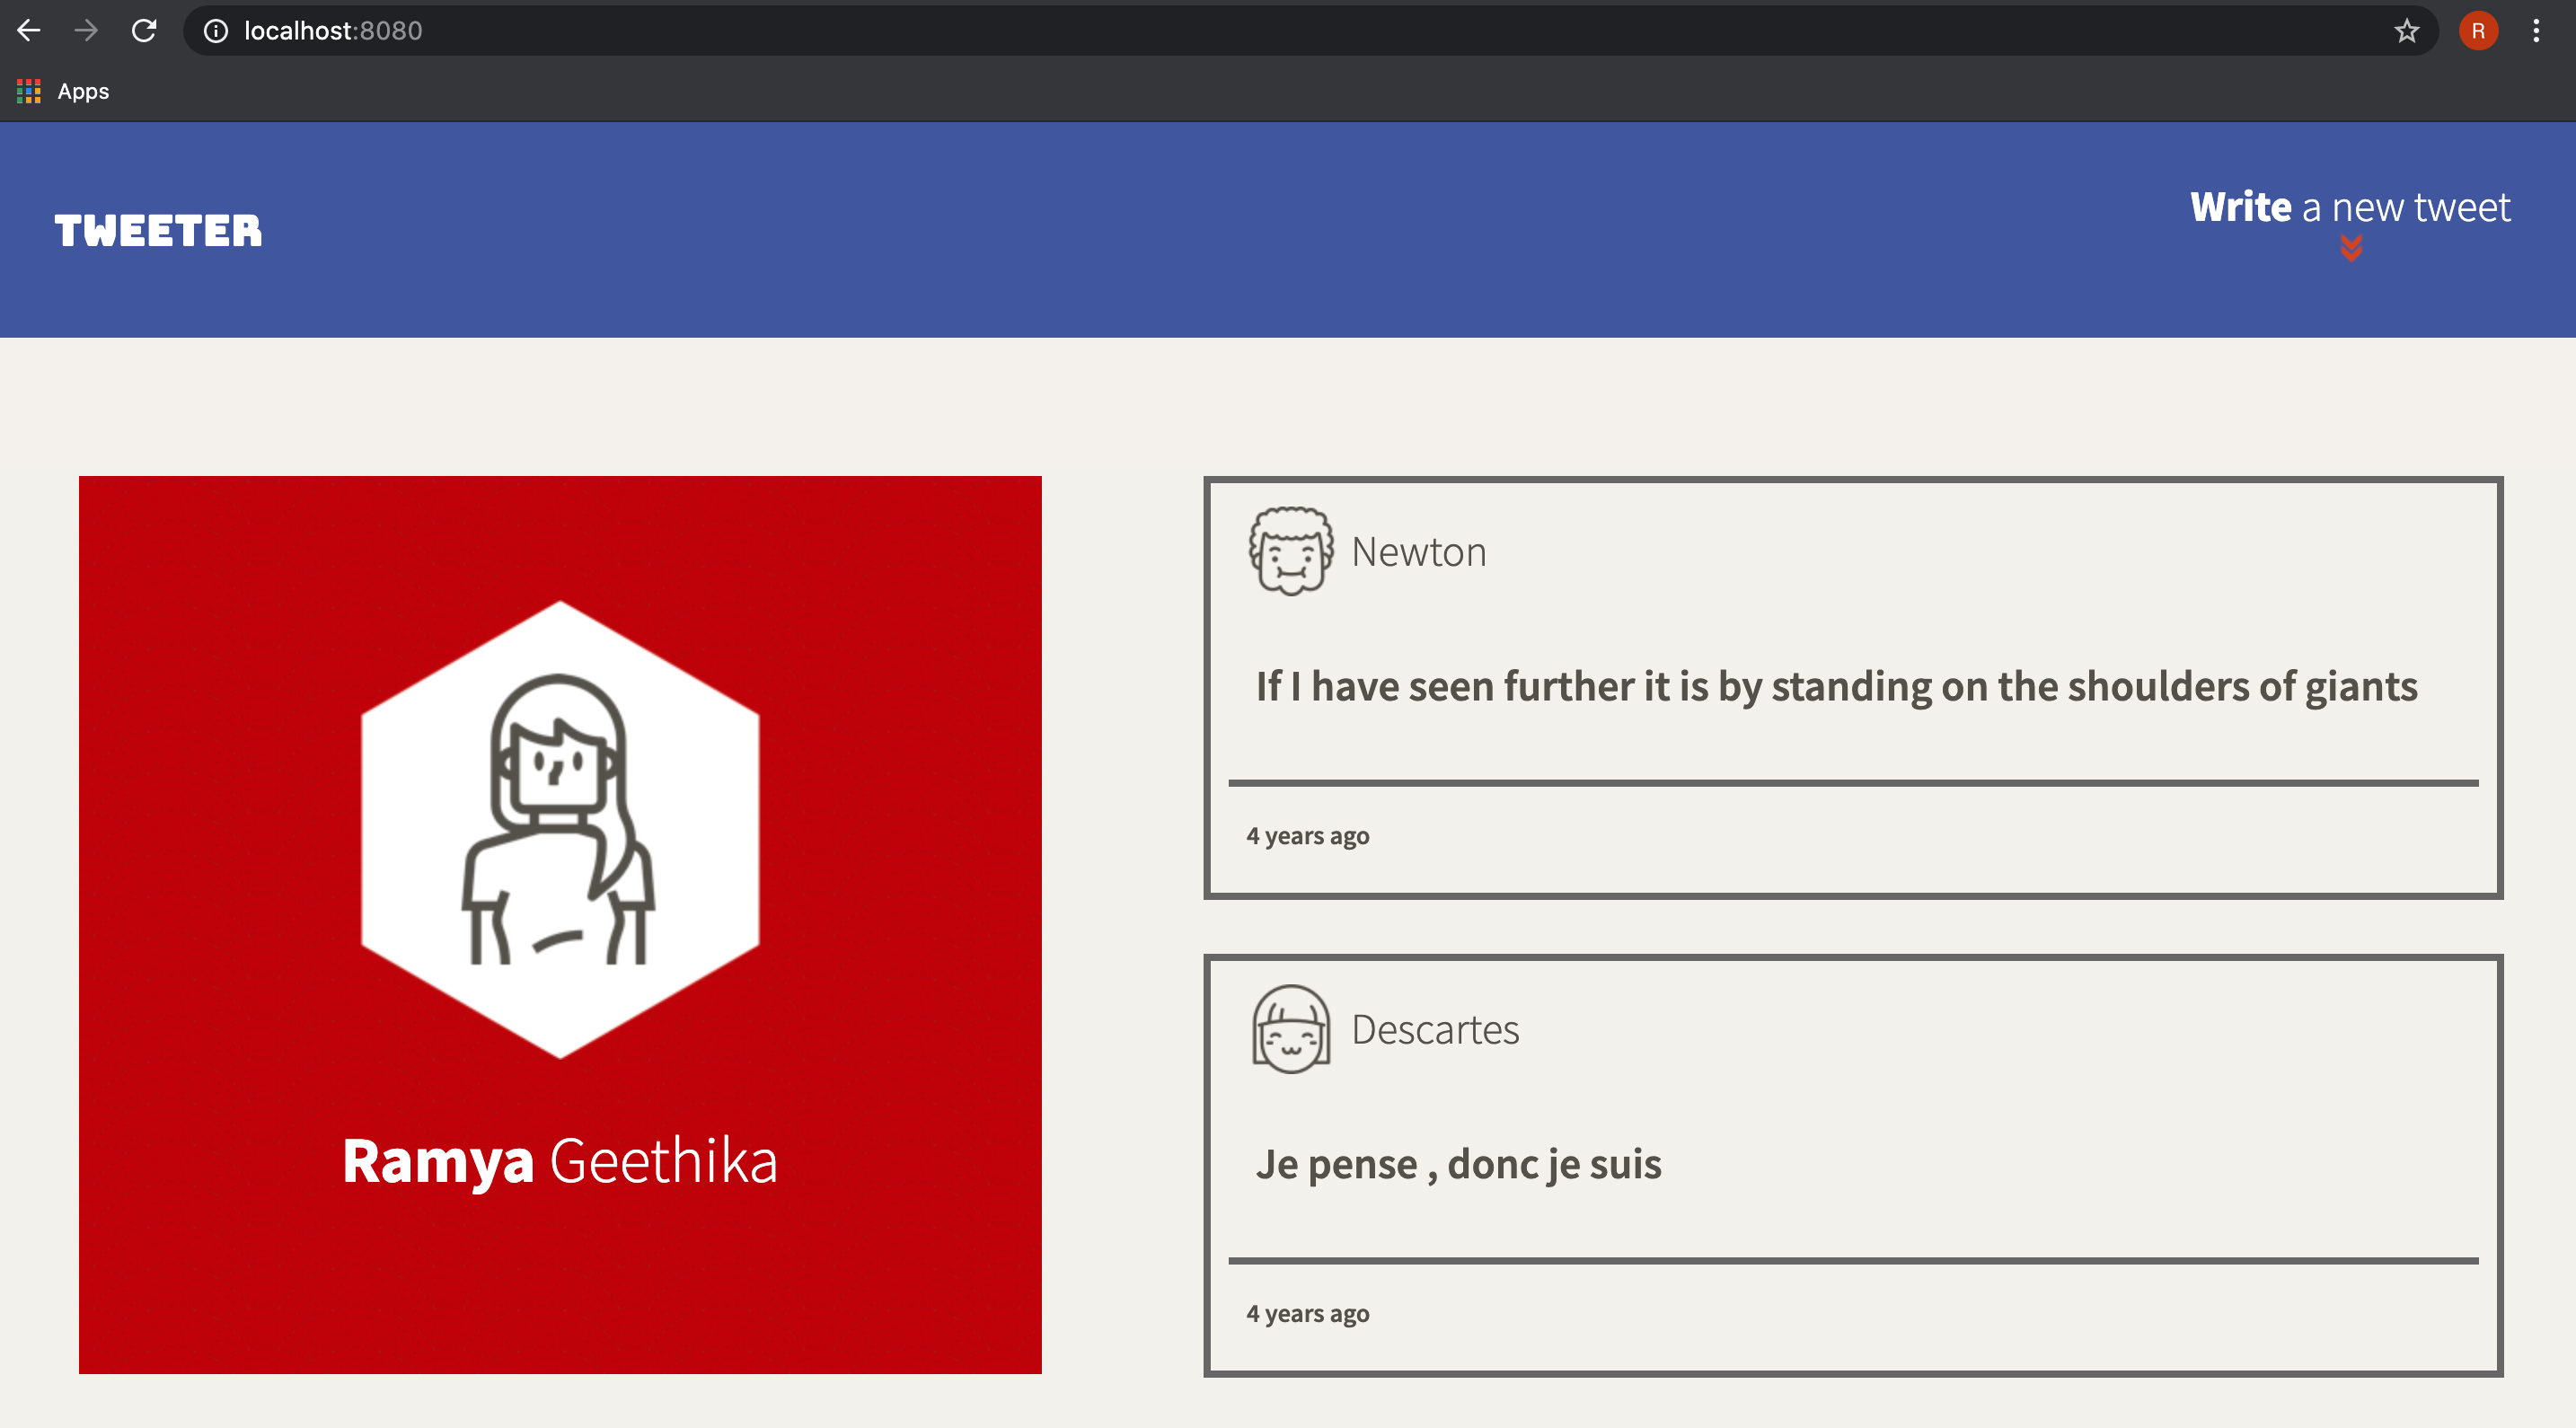 localhost:8080
R
Apps
TWEETER
Write a new tweet
Ramya Geethika
Newton
If I have seen further it is by standing on the shoulders of giants
4 years ago
Descartes
Je pense , donc je suis
4 years ago